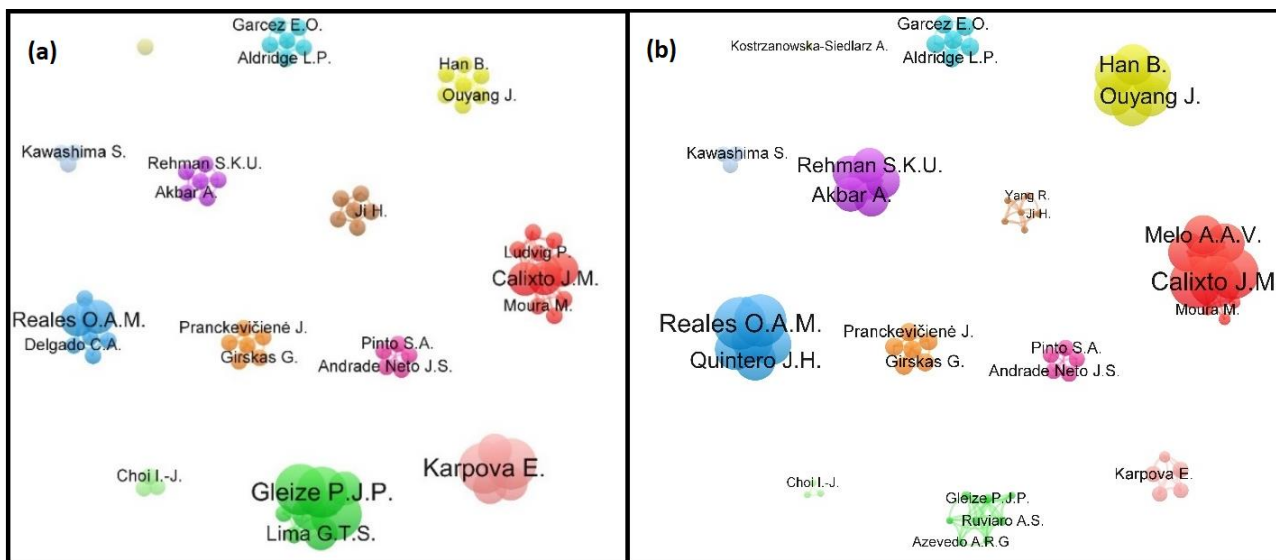 (a)
Garcez E.O.
Aldridge L.P.
Han B.
Ouyang J.
Kawashima S.
Rehman S.K.U.
Akbar A.
Ji H.
Ludvig P.
Calixto J.M.
Moura M.
Reales O.A.M.
Delgado C.A.
Pranckevičienė J.
Girskas G.
Pinto S.A.
Andrade Neto J.S.
Karpova E.
Choi I.-J.
Gleize P.J.P.
Lima G.T.S.
(b)
Garcez E.O.
Kostrzanowska-Siedlarz A.
Aldridge L.P.
Han B.
Ouyang J.
Kawashima S.
Rehman S.K.U.
Akbar A.
Yang R.
Ji H.
Melo A.A.V.
Calixto J.M
Moura M.
Reales O.A.M.
Quintero J.H.
Pranckevičienė J.
Girskas G.
Pinto S.A.
Andrade Neto J.S.
Karpova E.
Choi I.-J.
Gleize P.J.P.
Ruviaro A.S.
Azevedo A.R.G